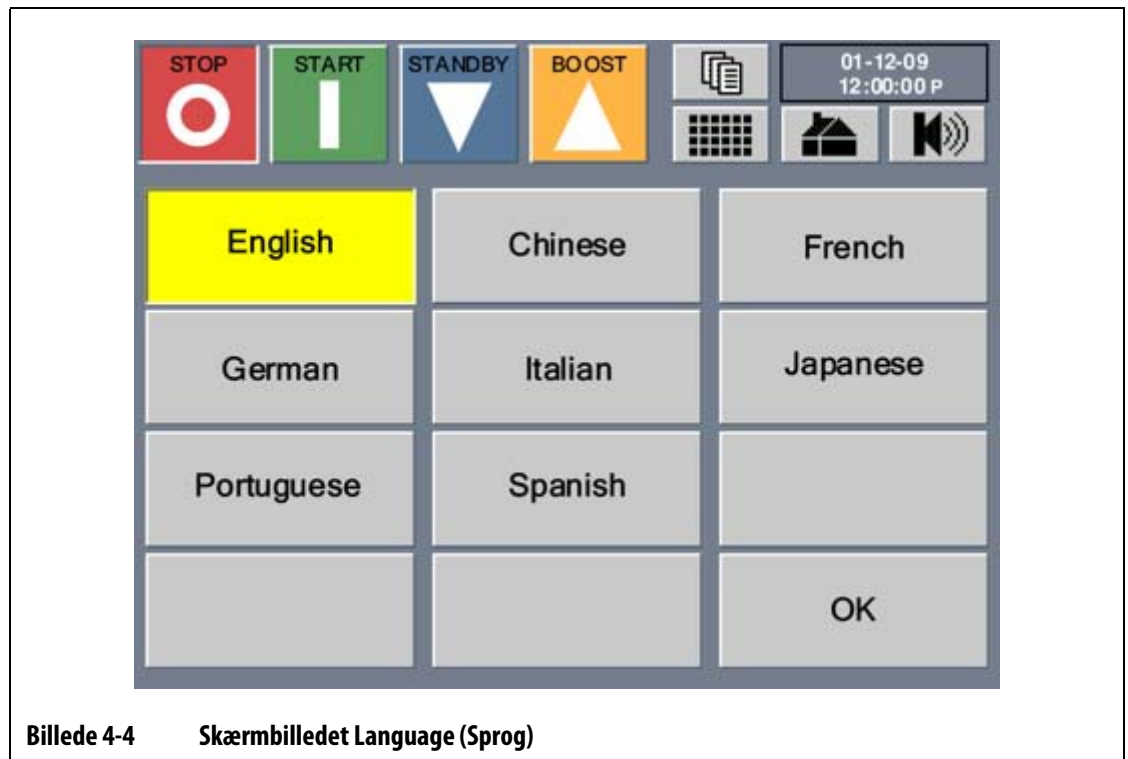 STOP START STANDBY BOOST
01-12-09
12:00:00 P
English Chinese French
German Italian Japanese
Portuguese Spanish
OK
Billede 4-4 Skærmbilledet Language (Sprog)